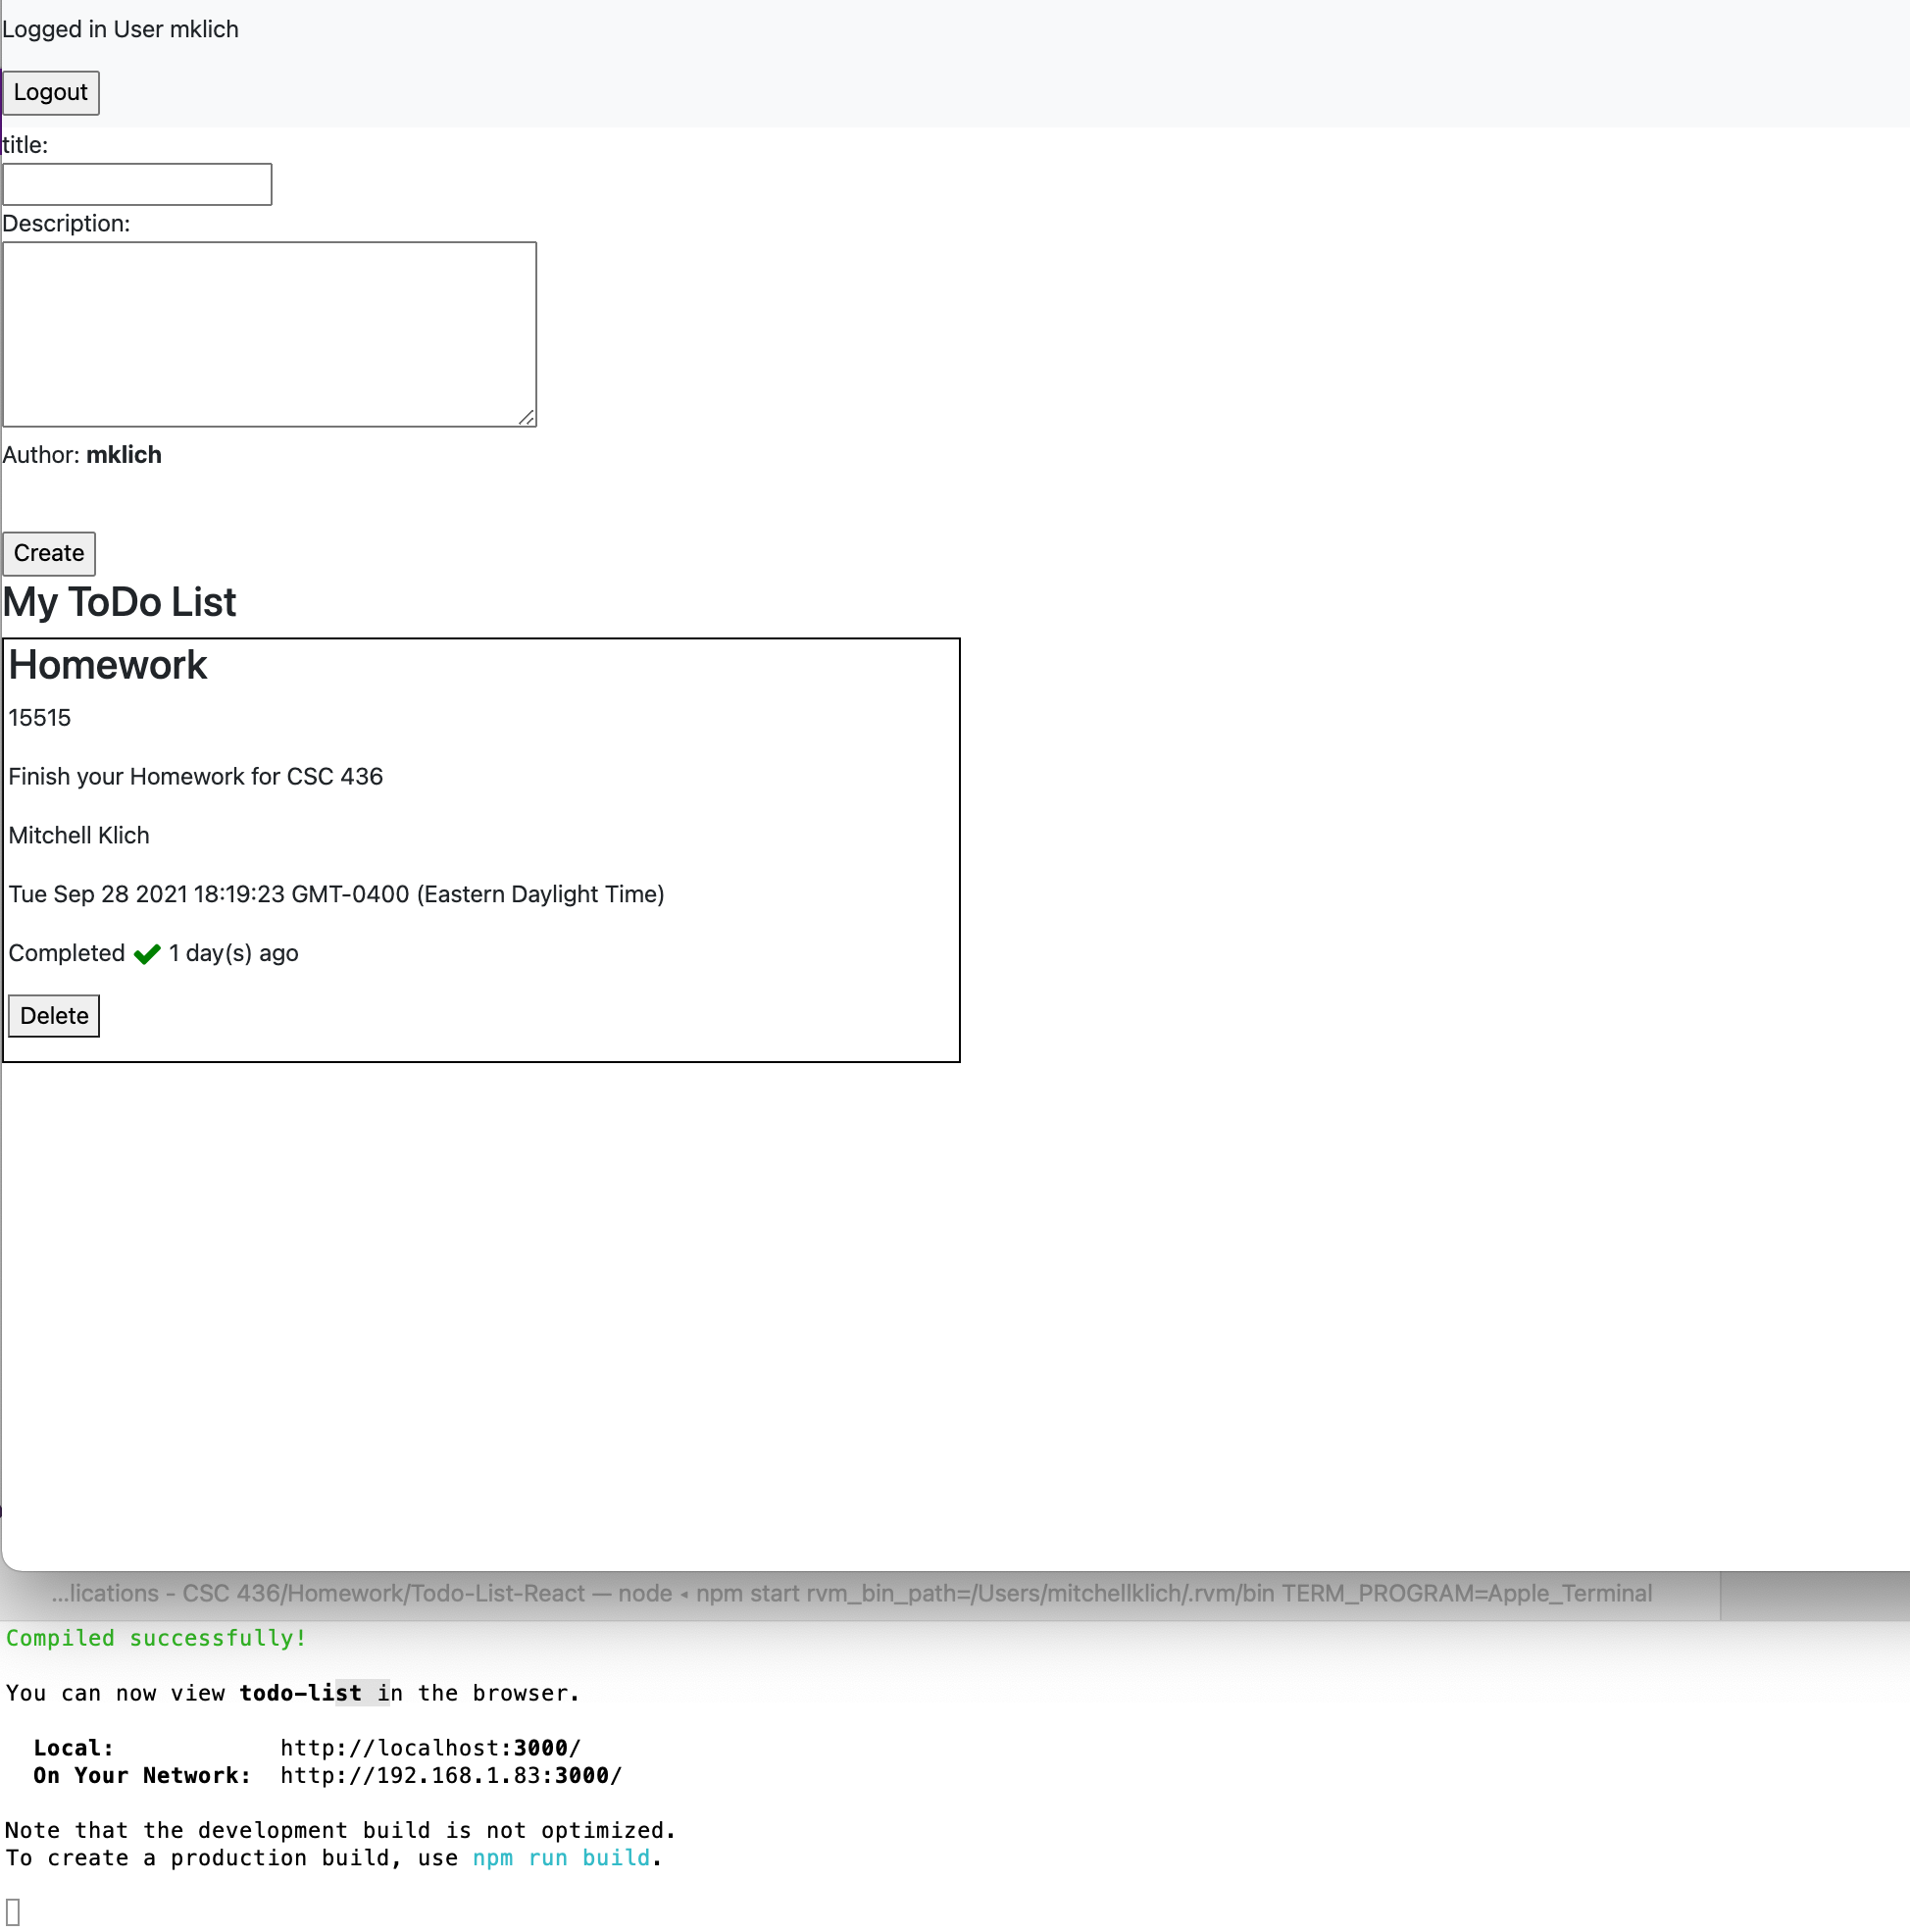 Logged in User mklich
Logout
title:
Description:
Author: mklich
Create
My ToDo List
Homework
15515
Finish your Homework for CSC 436
Mitchell Klich
Tue Sep 28 2021 18:19:23 GMT-0400 (Eastern Daylight Time)
Completed ✔ 1 day(s) ago
Delete
...lications - CSC 436/Homework/Todo-List-React — node ◂ npm start rvm_bin_path=/Users/mitchellklich/.rvm/bin TERM_PROGRAM=Apple_Terminal
Compiled successfully!
You can now view todo-list in the browser.
Local: http://localhost:3000/
On Your Network: http://192.168.1.83:3000/
Note that the development build is not optimized.
To create a production build, use npm run build.